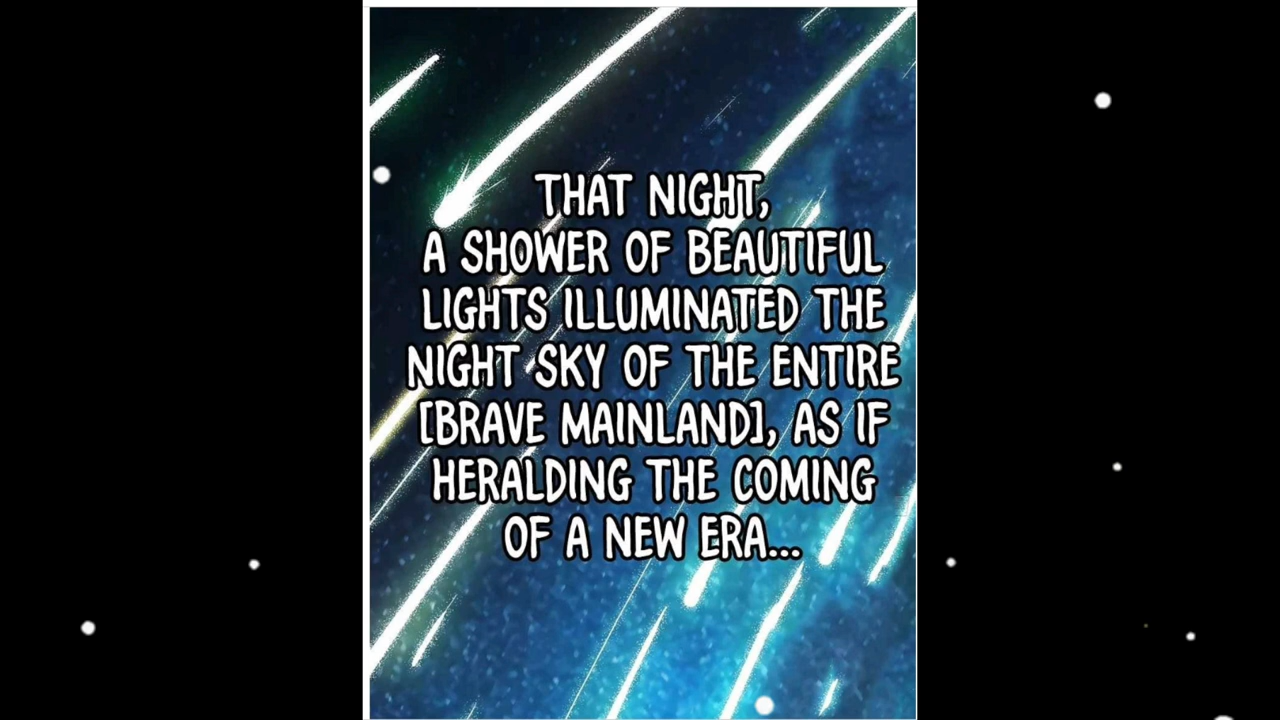 THAT NIGHT,
A SHOWER OF BEAUTIFUL
LIGHTS ILLUMINATED THE
NIGHT SKY OF THE ENTIRE
[BRAVE MAINLAND], AS IF
HERALDING THE COMING
OF A NEW ERA...